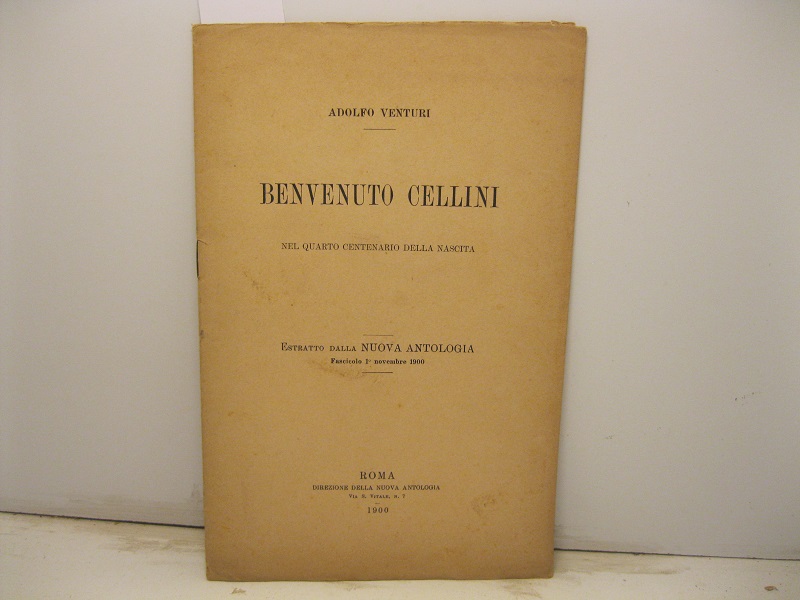 ADOLFO VENTURI
BENVENUTO CELLINI
NEL QUARTO CENTENARIO DELLA NASCITA
ESTRATTO DALLA NUOVA ANTOLOGIA
Fascicolo 1º novembre 1900
ROMA
DIREZIONE DELLA NUOVA ANTOLOGIA
VIA S. VITALE, N. 7
1900